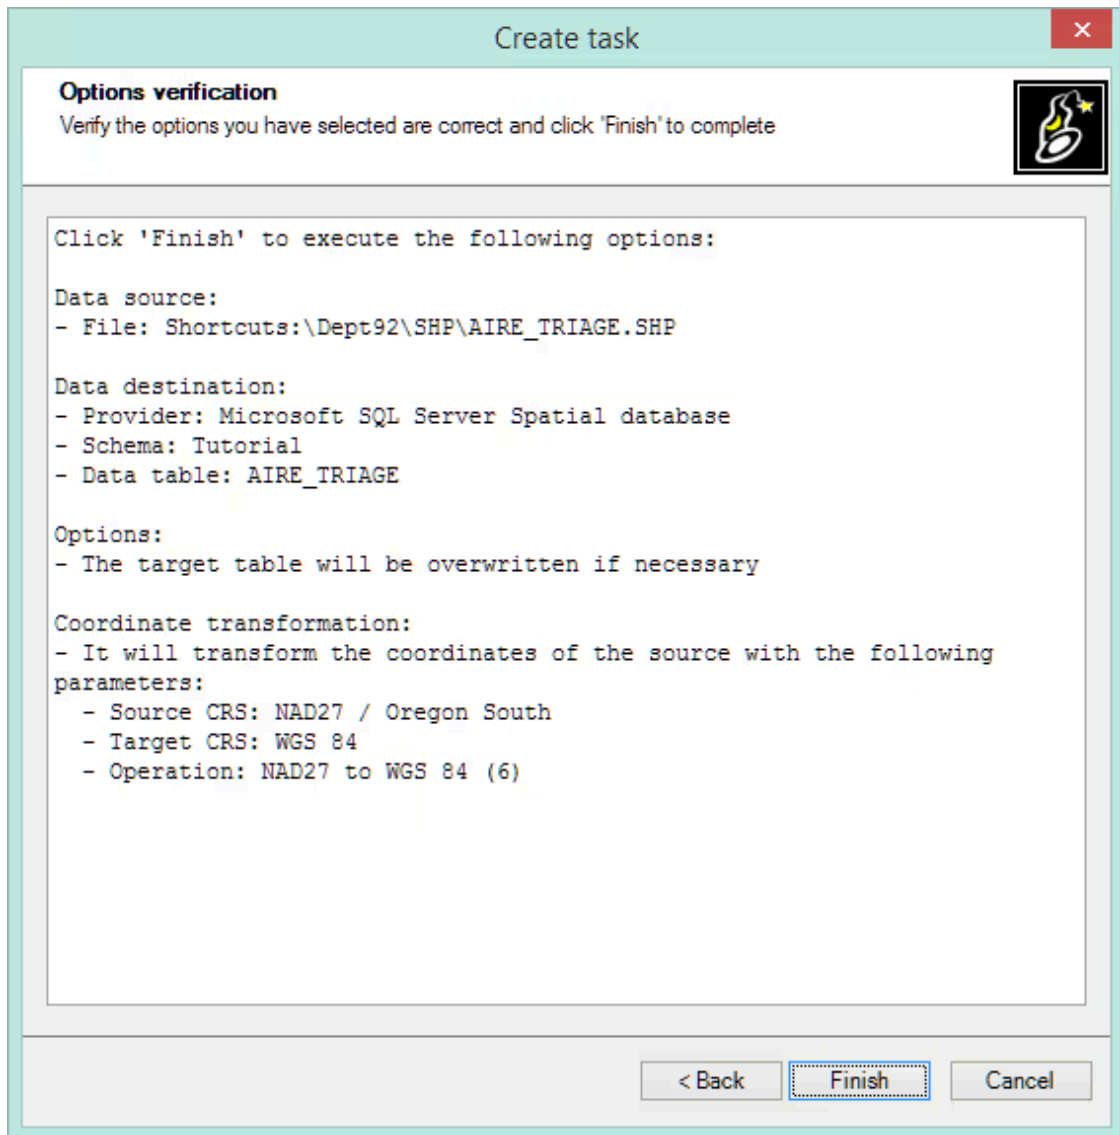 Create task
Options verification
Verify the options you have selected are correct and click 'Finish' to complete
Click 'Finish' to execute the following options:
Data source:
- File: Shortcuts:\Dept92\SHP\AIRE_TRIAGE.SHP
Data destination:
- Provider: Microsoft SQL Server Spatial database
- Schema: Tutorial
- Data table: AIRE_TRIAGE
Options:
- The target table will be overwritten if necessary
Coordinate transformation:
- It will transform the coordinates of the source with the following
parameters:
- Source CRS: NAD27 / Oregon South
- Target CRS: WGS 84
- Operation: NAD27 to WGS 84 (6)
< Back Finish Cancel